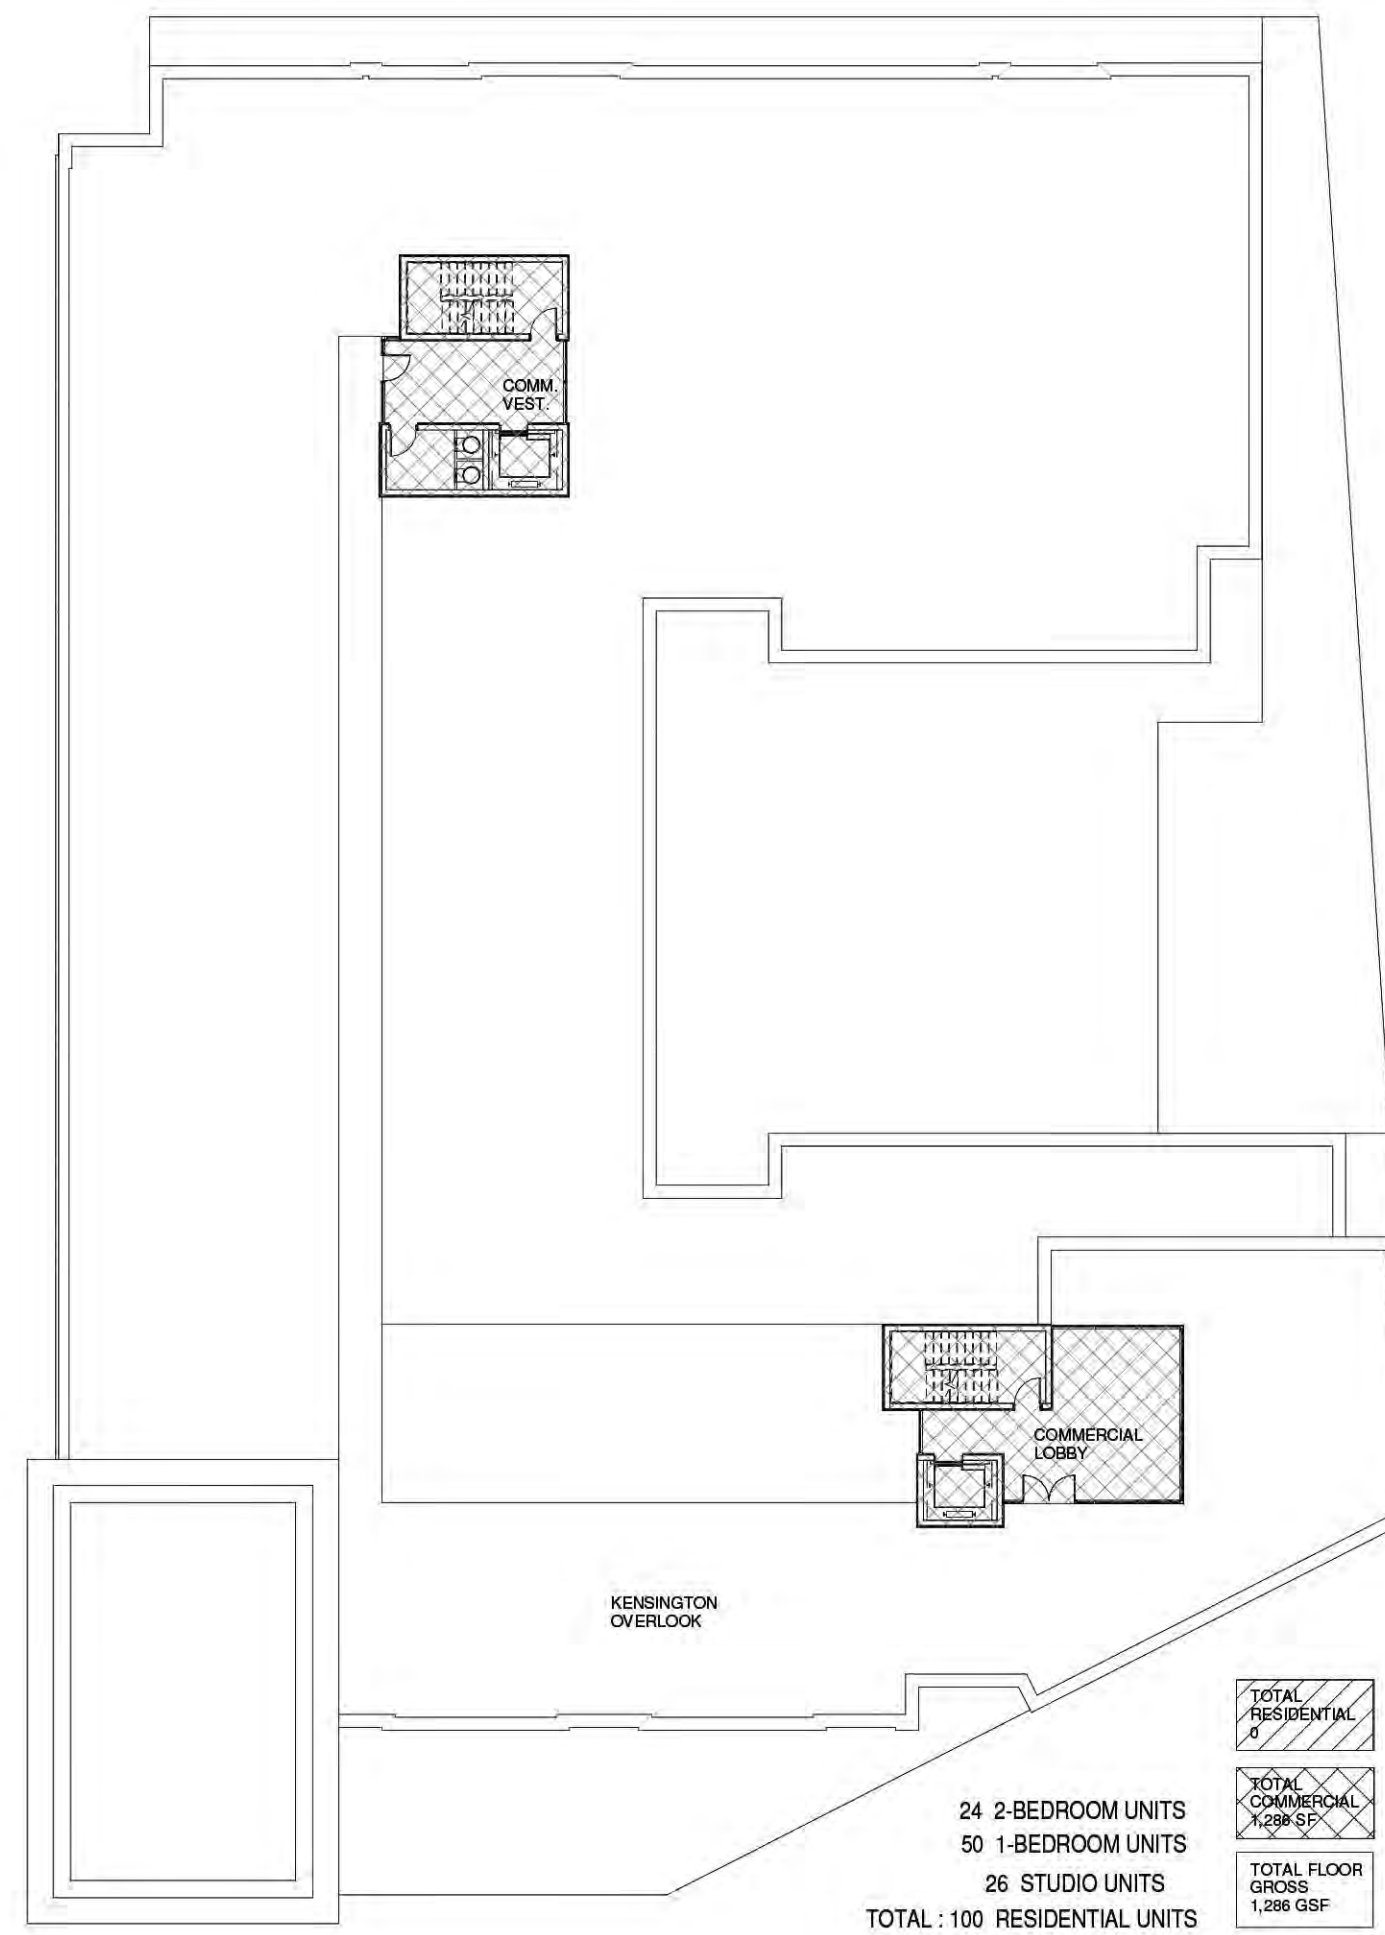 COMM.
VEST.
COMMERCIAL
LOBBY
KENSINGTON
OVERLOOK
24 2-BEDROOM UNITS
50 1-BEDROOM UNITS
26 STUDIO UNITS
TOTAL : 100 RESIDENTIAL UNITS
TOTAL
RESIDENTIAL
0
TOTAL
COMMERCIAL
1,286 SF
TOTAL FLOOR
GROSS
1,286 GSF